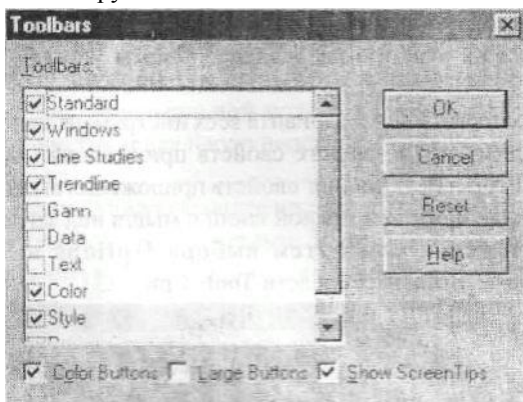 Toolbars
Toolbars:
Standard
Windows
Line Studies
Trendline
Gann
Data
Text
Color
Style
OK
Cancel
Reset
Help
Color Buttons Large Buttons Show ScreenTips